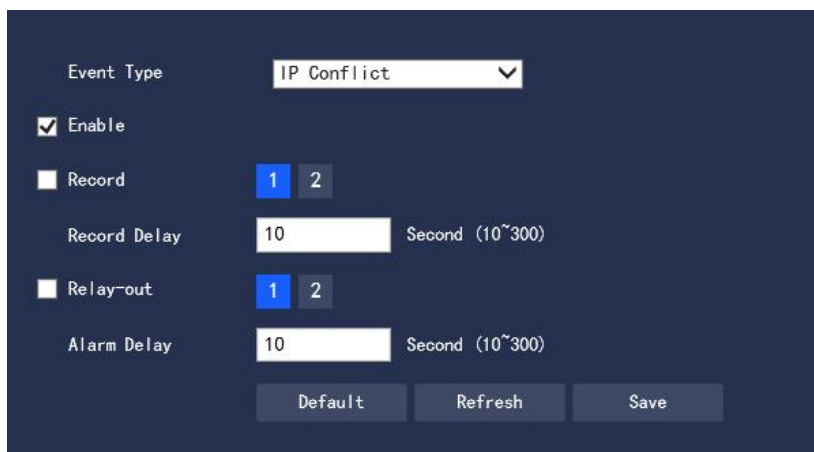 Event Type IP Conflict
Enable
Record 1 2
Record Delay 10 Second (10~300)
Relay-out 1 2
Alarm Delay 10 Second (10~300)
Default Refresh Save